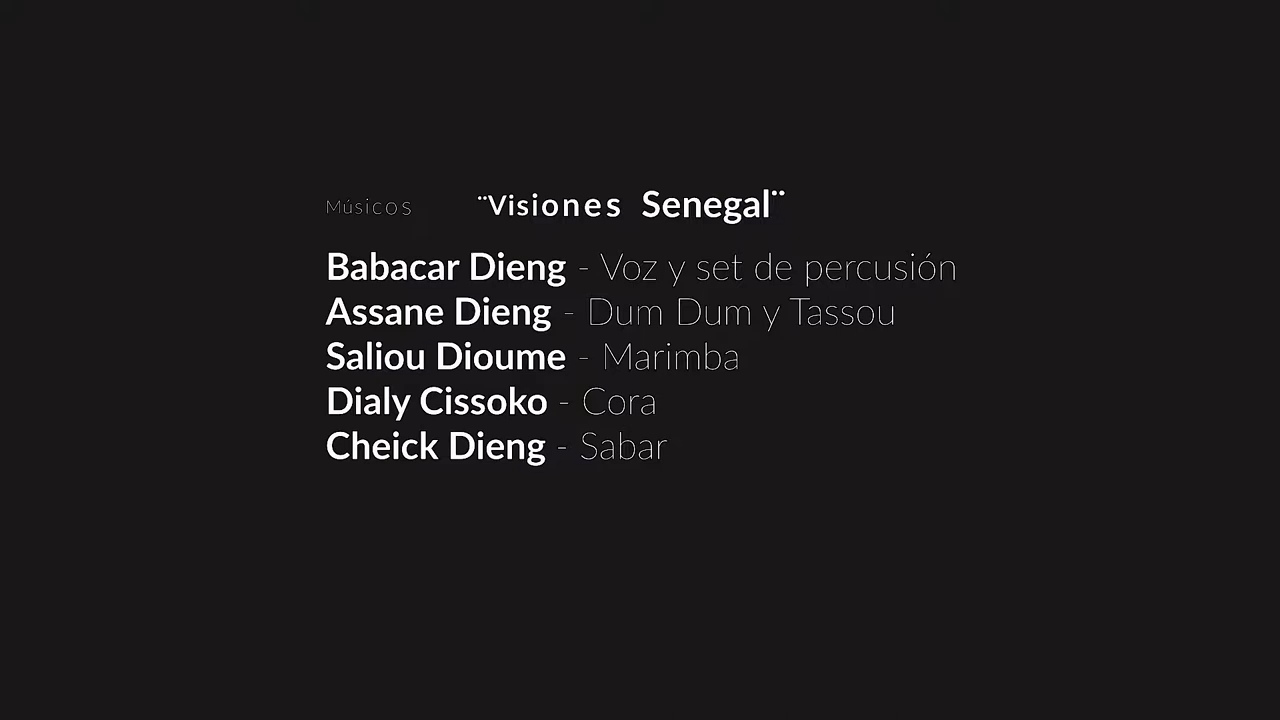 Músicos ¨Visiones Senegal¨
Babacar Dieng - Voz y set de percusión
Assane Dieng - Dum Dum y Tassou
Saliou Dioume - Marimba
Dialy Cissoko - Cora
Cheick Dieng - Sabar